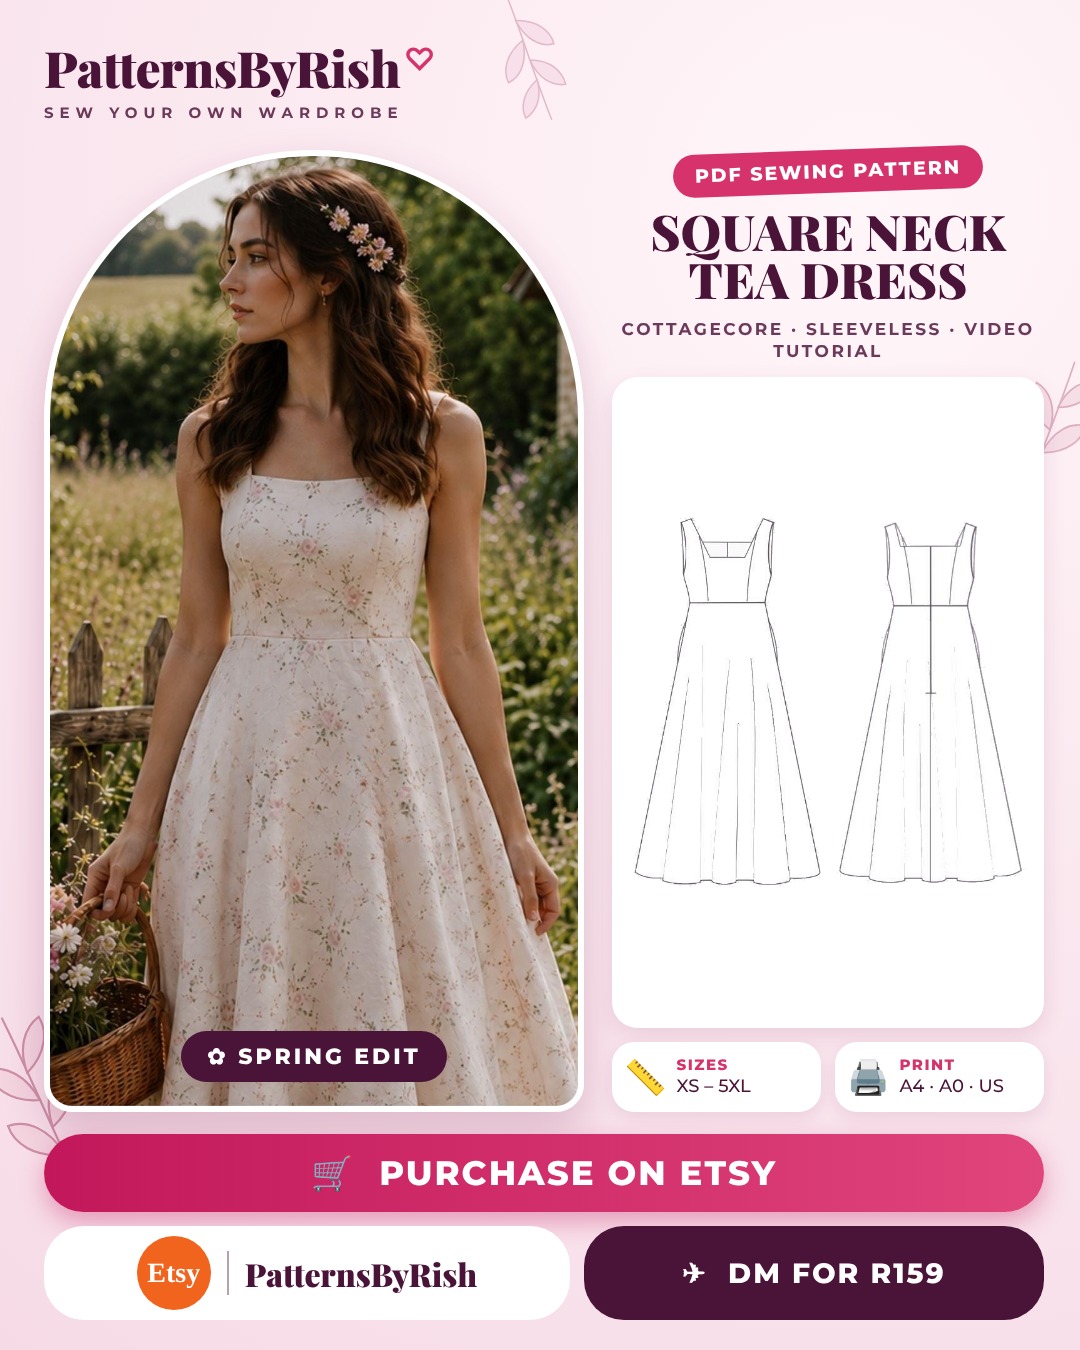 PatternsByRish
SEW YOUR OWN WARDROBE
PDF SEWING PATTERN
SQUARE NECK
TEA DRESS
COTTAGECORE · SLEEVELESS · VIDEO
TUTORIAL
✿ SPRING EDIT
SIZES
XS – 5XL
PRINT
A4 · A0 · US
PURCHASE ON ETSY
Etsy | PatternsByRish
✈ DM FOR R159